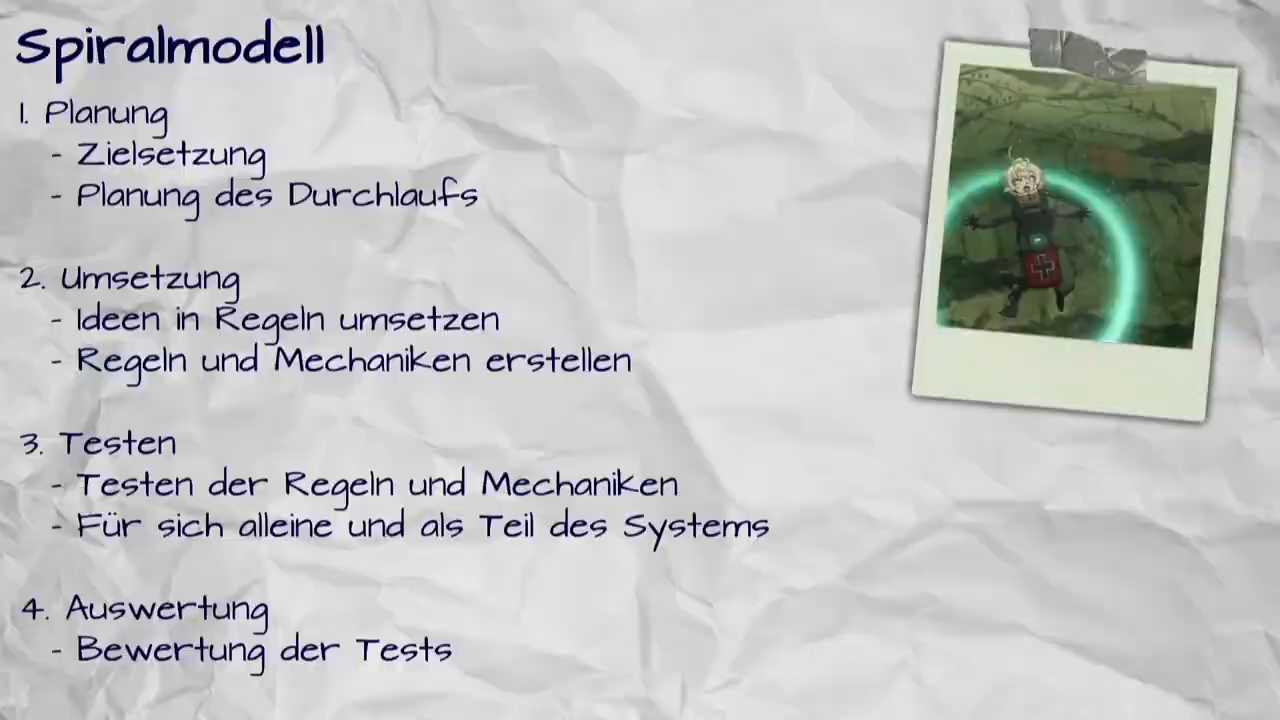 Spiralmodell
1. Planung
- Zielsetzung
- Planung des Durchlaufs
2. Umsetzung
- Ideen in Regeln umsetzen
- Regeln und Mechaniken erstellen
3. Testen
- Testen der Regeln und Mechaniken
- Für sich alleine und als Teil des Systems
4. Auswertung
- Bewertung der Tests